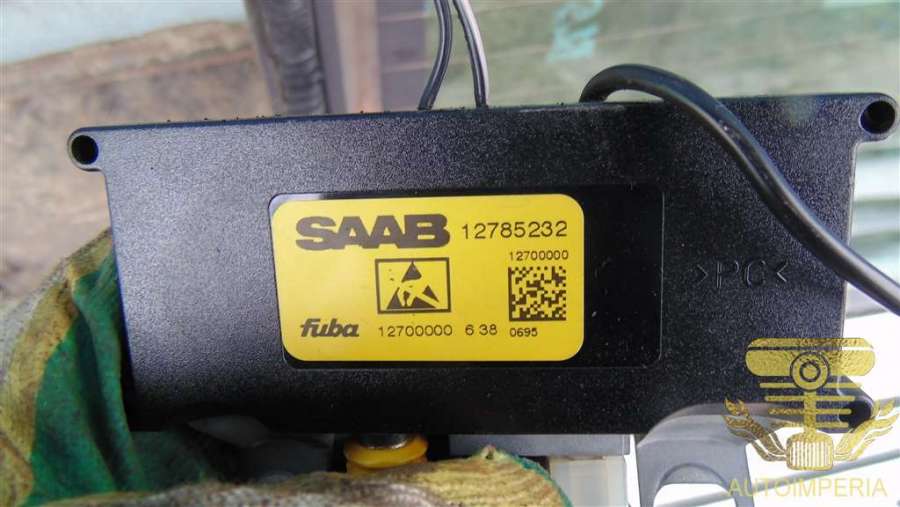 SAAB 12785232
12700000
fuba 12700000 6 38 0695
>PC<
AUTOIMPERIA